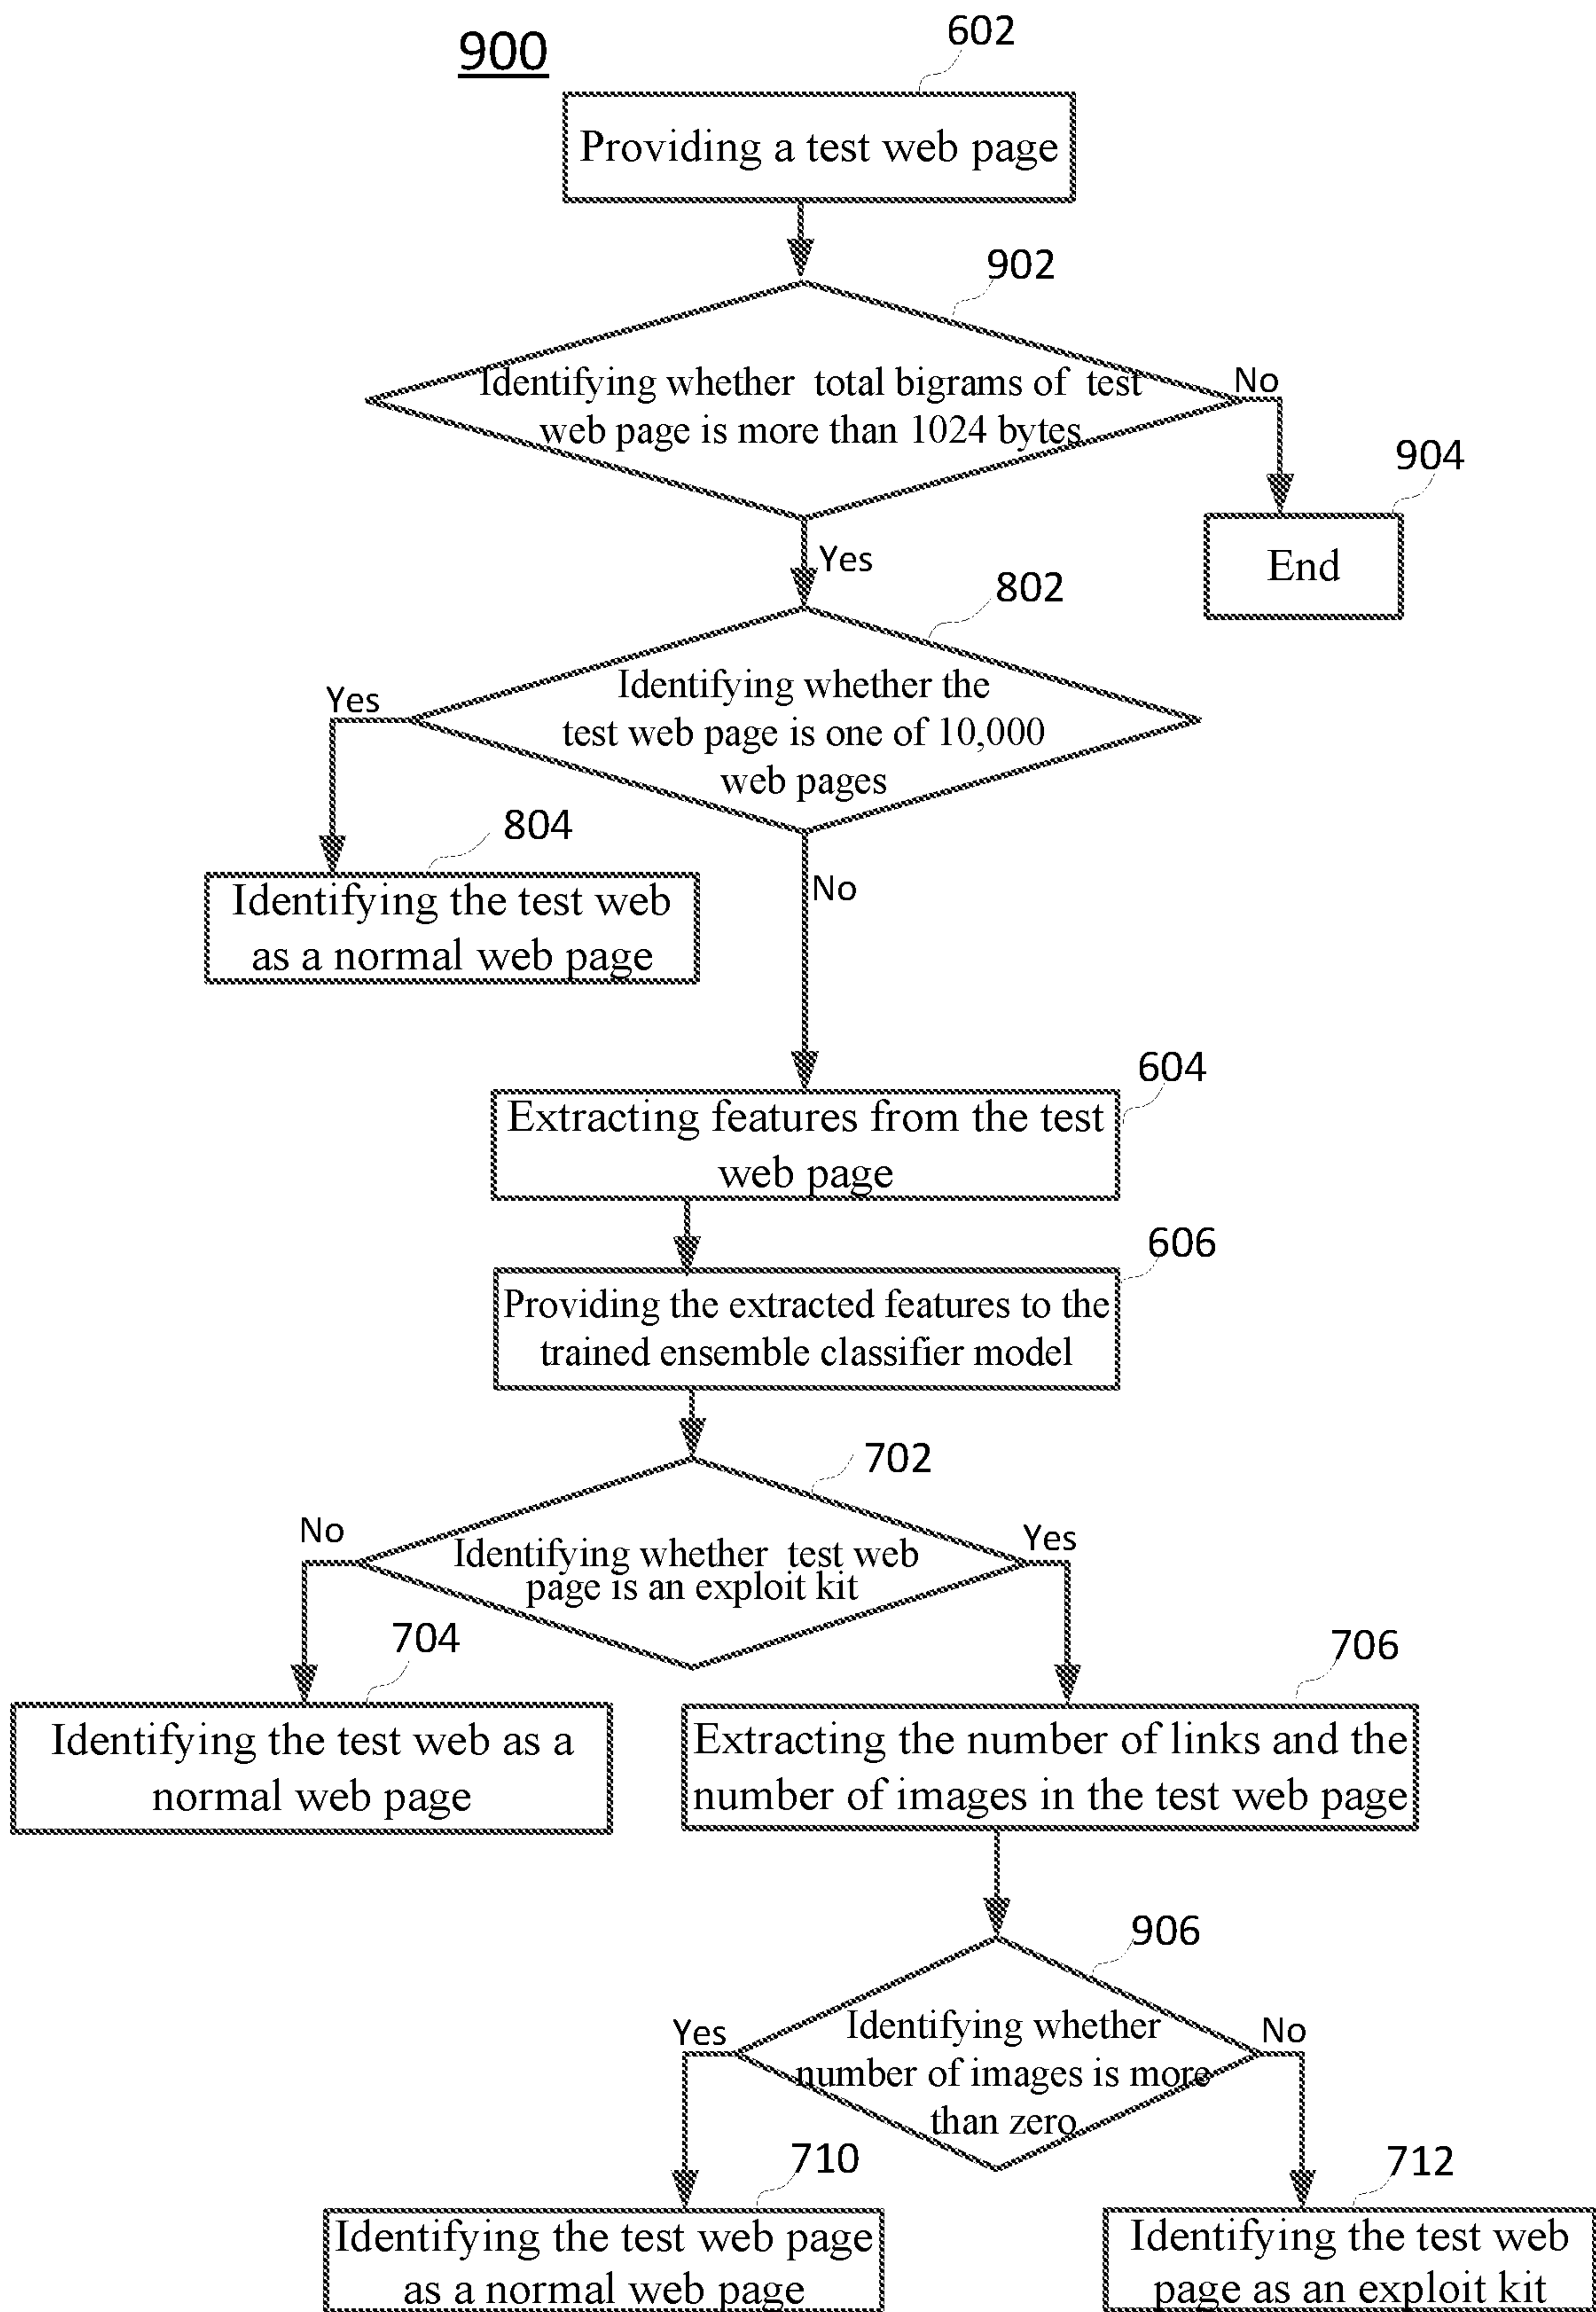 900
602
Providing a test web page
902
Identifying whether total bigrams of test
web page is more than 1024 bytes
No
904
End
Yes
802
Identifying whether the
test web page is one of 10,000
web pages
Yes
804
Identifying the test web
as a normal web page
No
604
Extracting features from the test
web page
606
Providing the extracted features to the
trained ensemble classifier model
702
Identifying whether test web
page is an exploit kit
No
Yes
704
Identifying the test web as a
normal web page
706
Extracting the number of links and the
number of images in the test web page
906
Identifying whether
number of images is more
than zero
Yes
No
710
Identifying the test web page
as a normal web page
712
Identifying the test web
page as an exploit kit